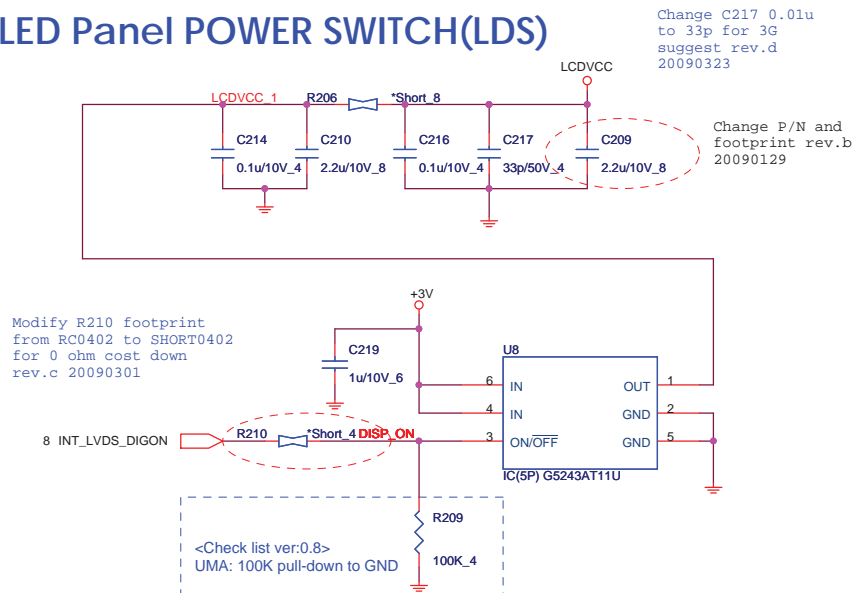 LED Panel POWER SWITCH(LDS)
Change C217 0.01u
to 33p for 3G
suggest rev.d
20090323
LCDVCC
LCDVCC_1
R206
*Short_8
C214
0.1u/10V_4
C210
2.2u/10V_8
C216
0.1u/10V_4
C217
33p/50V_4
C209
2.2u/10V_8
Change P/N and
footprint rev.b
20090129
+3V
Modify R210 footprint
from RC0402 to SHORT0402
for 0 ohm cost down
rev.c 20090301
C219
1u/10V_6
U8
6 IN
OUT 1
4 IN
GND 2
3 ON/OFF
GND 5
IC(5P) G5243AT11U
8 INT_LVDS_DIGON
R210
*Short_4
DISP_ON
R209
100K_4
<Check list ver:0.8>
UMA: 100K pull-down to GND